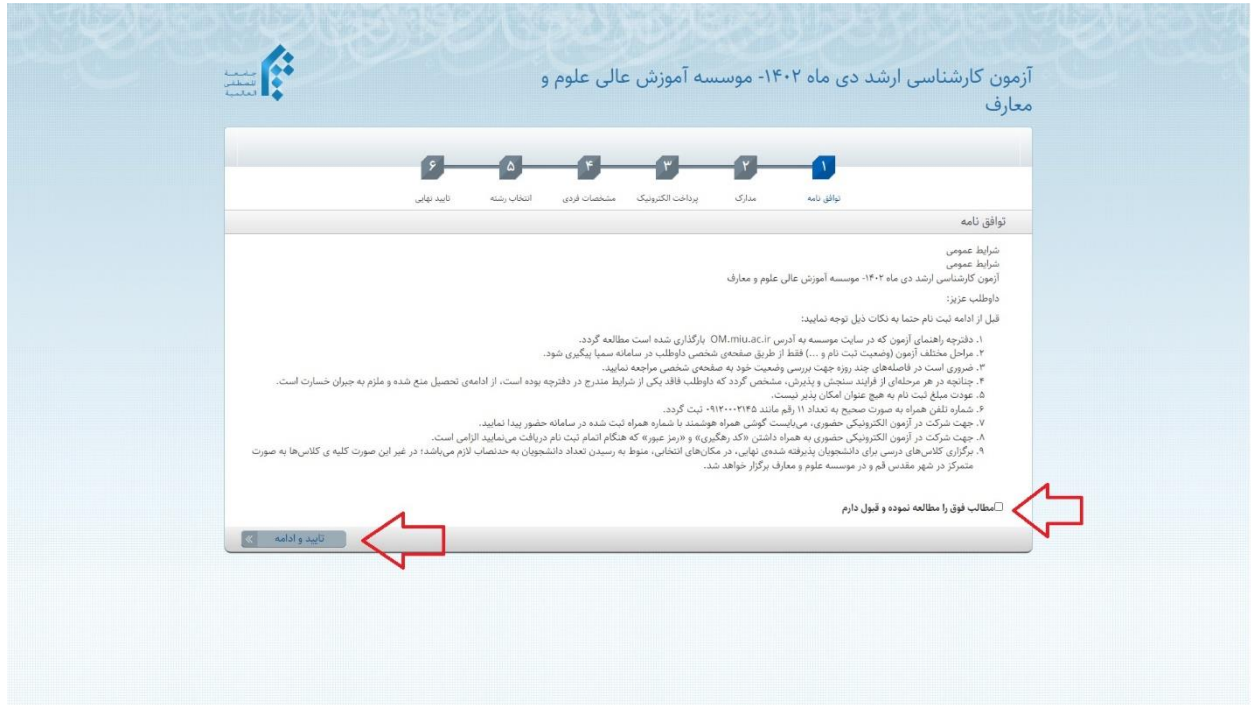 جامعة
المصطفی
العالمیة
آزمون کارشناسی ارشد دی ماه ۱۴۰۲- موسسه آموزش عالی علوم و
معارف
۱ ۲ ۳ ۴ ۵ ۶
توافق نامه مدارک پرداخت الکترونیک مشخصات فردی انتخاب رشته تایید نهایی
توافق نامه
شرایط عمومی
شرایط عمومی
آزمون کارشناسی ارشد دی ماه ۱۴۰۲- موسسه آموزش عالی علوم و معارف
داوطلب عزیز:
قبل از ادامه ثبت نام حتما به نکات ذیل توجه نمایید:
۱. دفترچه راهنمای آزمون که در سایت موسسه به آدرس OM.miu.ac.ir بارگذاری شده است مطالعه گردد.
۲. مراحل مختلف آزمون (وضعیت ثبت نام و ...) فقط از طریق صفحه‌ی شخصی داوطلب در سامانه سمیا پیگیری شود.
۳. ضروری است در فاصله‌های چند روزه جهت بررسی وضعیت خود به صفحه‌ی شخصی مراجعه نمایید.
۴. چنانچه در هر مرحله‌ای از فرایند سنجش و پذیرش، مشخص گردد که داوطلب فاقد یکی از شرایط مندرج در دفترچه بوده است، از ادامه‌ی تحصیل منع شده و ملزم به جبران خسارت است.
۵. عودت مبلغ ثبت نام به هیچ عنوان امکان پذیر نیست.
۶. شماره تلفن همراه به صورت صحیح به تعداد ۱۱ رقم مانند ۰۹۱۲۰۰۰۲۱۴۵ ثبت گردد.
۷. جهت شرکت در آزمون الکترونیکی حضوری، می‌بایست گوشی همراه هوشمند با شماره همراه ثبت شده در سامانه حضور پیدا نمایید.
۸. جهت شرکت در آزمون الکترونیکی حضوری به همراه داشتن «کد رهگیری» و «رمز عبور» که هنگام اتمام ثبت نام دریافت می‌نمایید الزامی است.
۹. برگزاری کلاس‌های درسی برای دانشجویان پذیرفته شده‌ی نهایی، در مکان‌های انتخابی، منوط به رسیدن تعداد دانشجویان به حدنصاب لازم می‌باشد؛ در غیر این صورت کلیه ی کلاس‌ها به صورت
متمرکز در شهر مقدس قم و در موسسه علوم و معارف برگزار خواهد شد.
مطالب فوق را مطالعه نموده و قبول دارم
تایید و ادامه